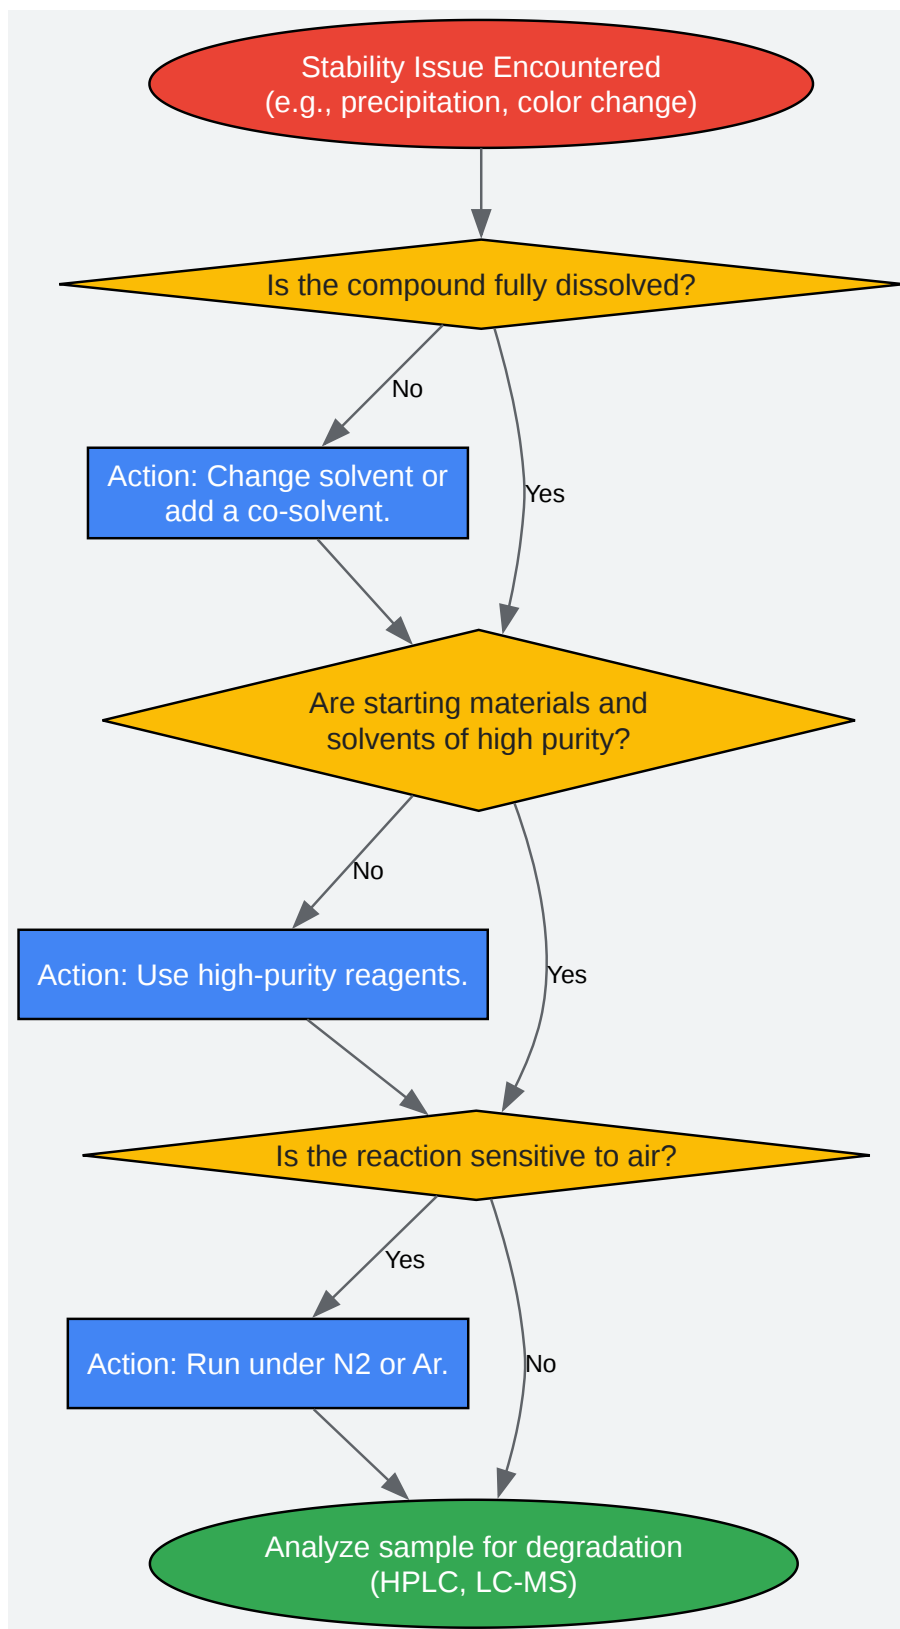 Stability Issue Encountered
(e.g., precipitation, color change)
Is the compound fully dissolved?
No
Action: Change solvent or
add a co-solvent.
Yes
Are starting materials and
solvents of high purity?
No
Action: Use high-purity reagents.
Yes
Is the reaction sensitive to air?
Yes
Action: Run under N2 or Ar.
No
Analyze sample for degradation
(HPLC, LC-MS)